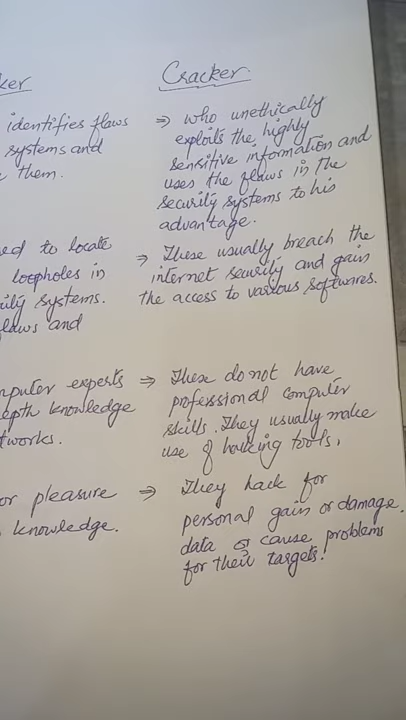 ker
identifies flaws
systems and
them.
ed to locate
loopholes in
ity systems.
laws and
mputer experts
epth knowledge
tworks.
or pleasure
knowledge.
Cracker
⇒ who unethically
exploits the highly
sensitive information and
uses the flaws in the
security systems to his
advantage.
⇒ These usually breach the
internet security and gain
the access to various softwares.
⇒ These do not have
professional computer
skills. They usually make
use of hacking tools.
⇒ They hack for
personal gain or damage
data or cause problems
for their targets.